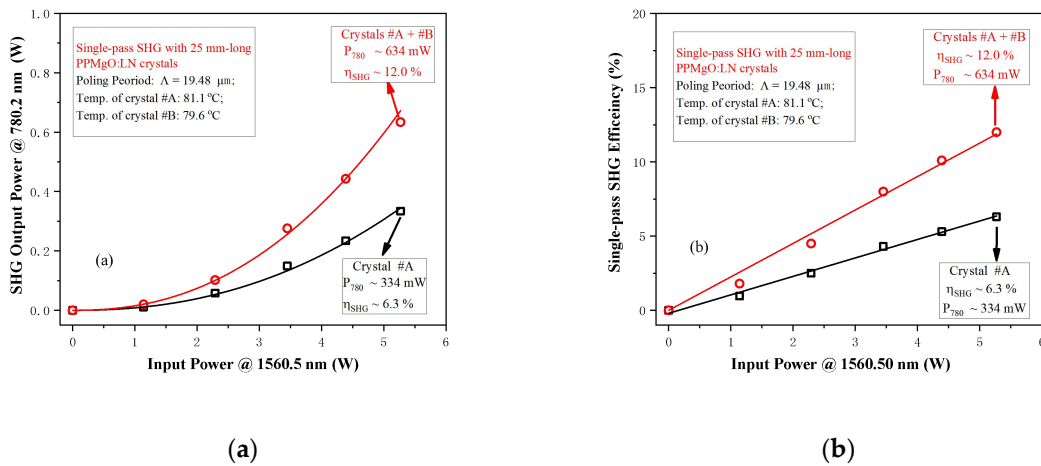 1.0
0.8
0.6
0.4
0.2
0.0
0
1
2
3
4
5
6
SHG Output Power @ 780.2 nm (W)
Input Power @ 1560.5 nm (W)
Single-pass SHG with 25 mm-long
PPMgO:LN crystals
Poling Peoriod: Λ = 19.48 μm;
Temp. of crystal #A: 81.1 °C;
Temp. of crystal #B: 79.6 °C
Crystals #A + #B
P780 ~ 634 mW
ηSHG ~ 12.0 %
(a)
Crystal #A
P780 ~ 334 mW
ηSHG ~ 6.3 %
(a)
20
15
10
5
0
0
1
2
3
4
5
6
Single-pass SHG Efficeincy (%)
Input Power @ 1560.50 nm (W)
Single-pass SHG with 25 mm-long
PPMgO:LN crystals
Poling Peoriod: Λ = 19.48 μm;
Temp. of crystal #A: 81.1 °C;
Temp. of crystal #B: 79.6 °C
Crystals #A + #B
ηSHG ~ 12.0 %
P780 ~ 634 mW
(b)
Crystal #A
ηSHG ~ 6.3 %
P780 ~ 334 mW
(b)